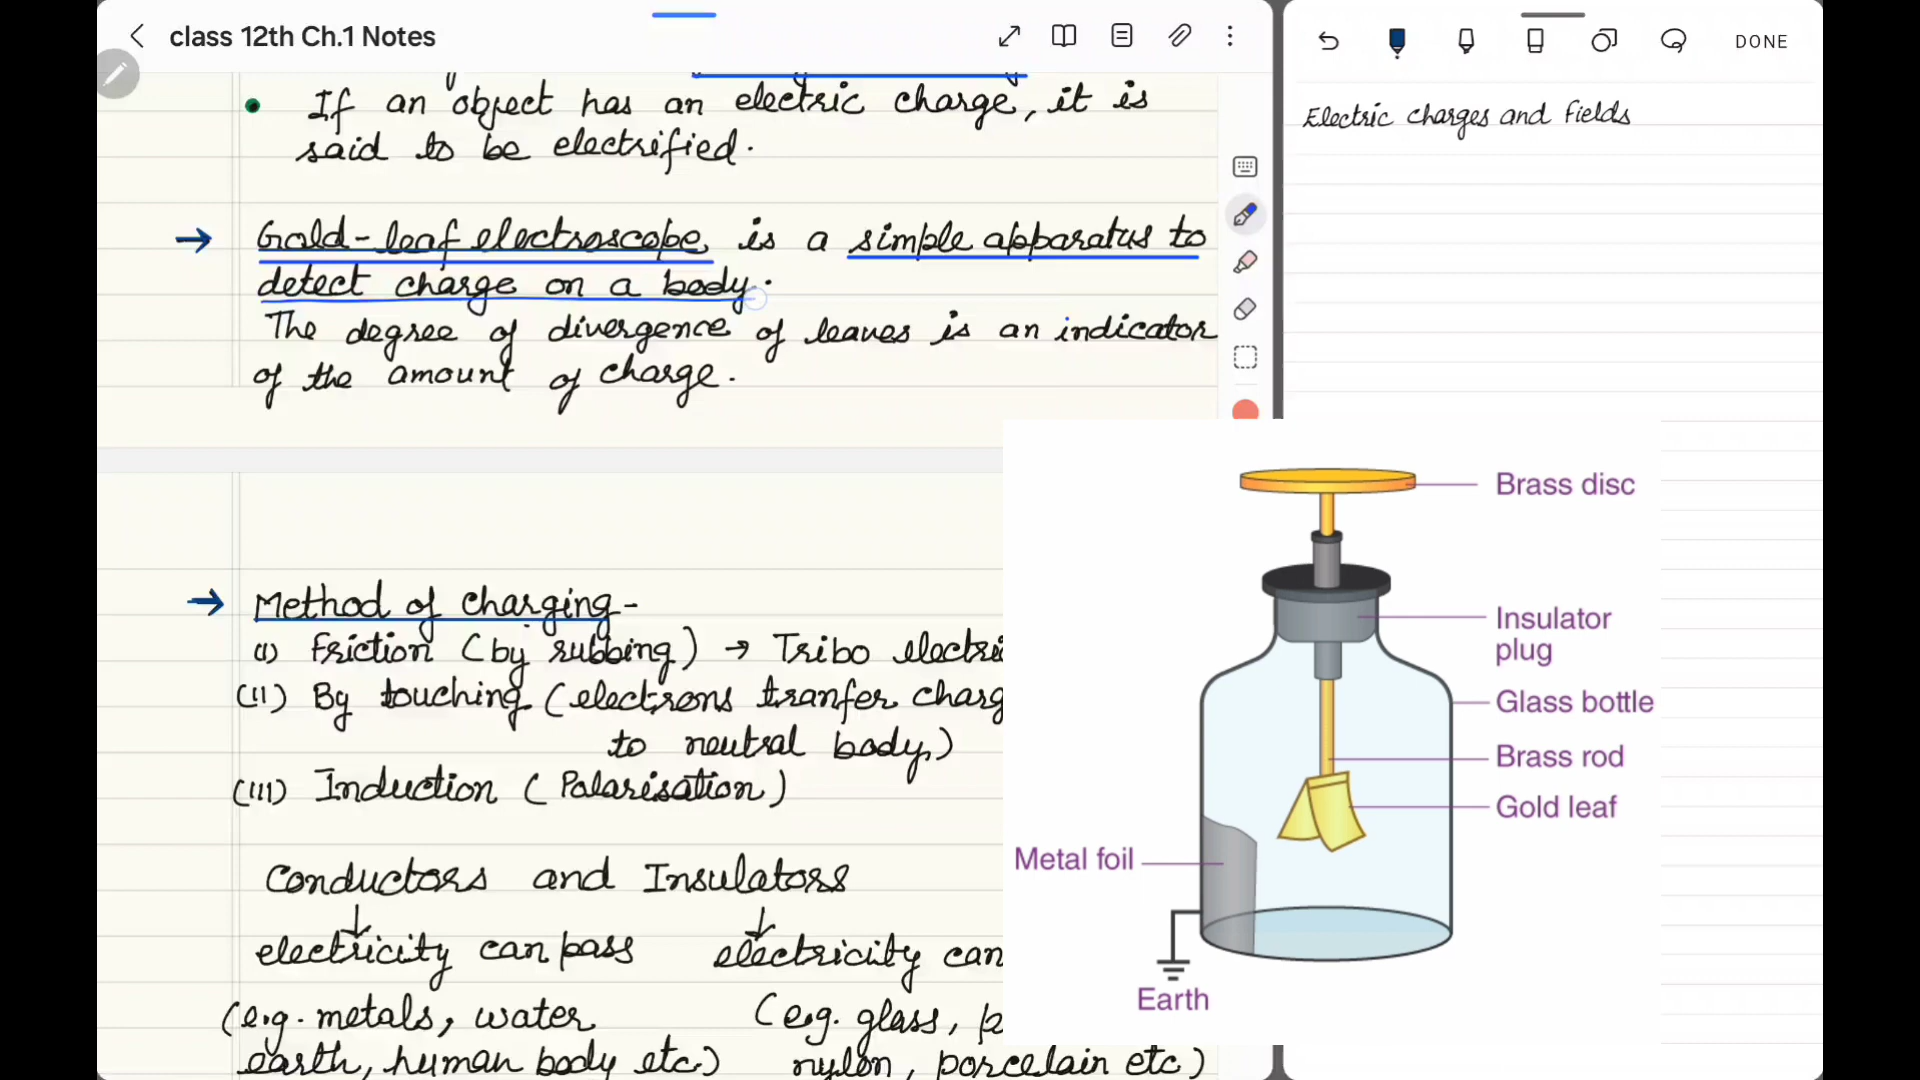 class 12th Ch.1 Notes
DONE
If an object has an electric charge, it is
said to be electrified.
→ Gold-leaf electroscope is a simple apparatus to
detect charge on a body.
The degree of divergence of leaves is an indicator
of the amount of charge.
→ Method of charging-
(i) Friction (by rubbing) → Tribo
(ii) By touching (electrons tranfer
to neutral body)
(iii) Induction (Polarisation)
Conductors and Insulators
↓ ↓
electricity can pass electricity can
(e.g. metals, water (e.g. glass,
earth, human body etc) nylon, porcelain etc)
Electric charges and fields
Brass disc
Insulator
plug
Glass bottle
Brass rod
Gold leaf
Metal foil
Earth